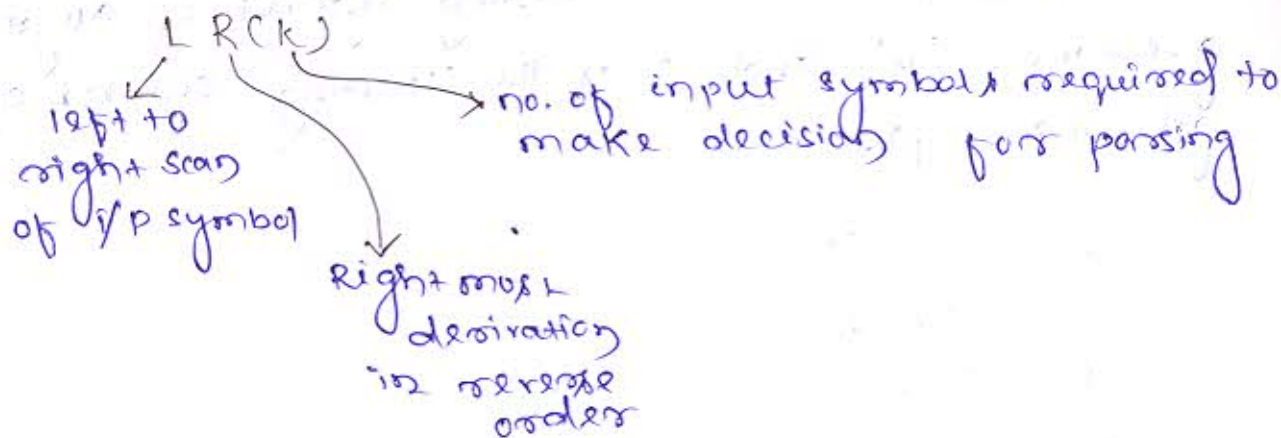 L R(k)
left to
right scan
of i/p symbol
no. of input symbols required to
make decision for parsing
Right most
derivation
in reverse
order